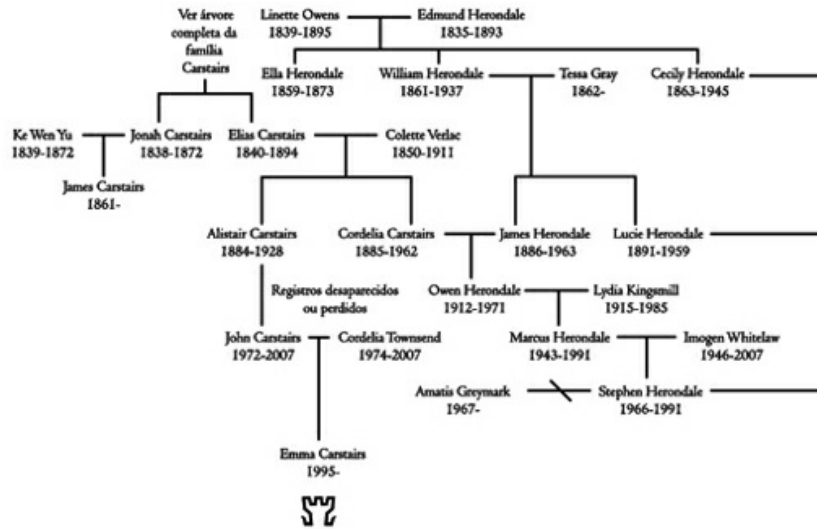 Ver árvore
completa da
família
Carstairs
Linette Owens
1839-1895
Edmund Herondale
1835-1893
Ella Herondale
1859-1873
William Herondale
1861-1937
Tessa Gray
1862-
Cecily Herondale
1863-1945
Ke Wen Yu
1839-1872
Jonah Carstairs
1838-1872
Elias Carstairs
1840-1894
Colette Verlac
1850-1911
James Carstairs
1861-
Alistair Carstairs
1884-1928
Cordelia Carstairs
1885-1962
James Herondale
1886-1963
Lucie Herondale
1891-1959
Registros desaparecidos
ou perdidos
Owen Herondale
1912-1971
Lydia Kingsmill
1915-1985
John Carstairs
1972-2007
Cordelia Townsend
1974-2007
Marcus Herondale
1943-1991
Imogen Whitelaw
1946-2007
Amatis Greymark
1967-
Stephen Herondale
1966-1991
Emma Carstairs
1995-